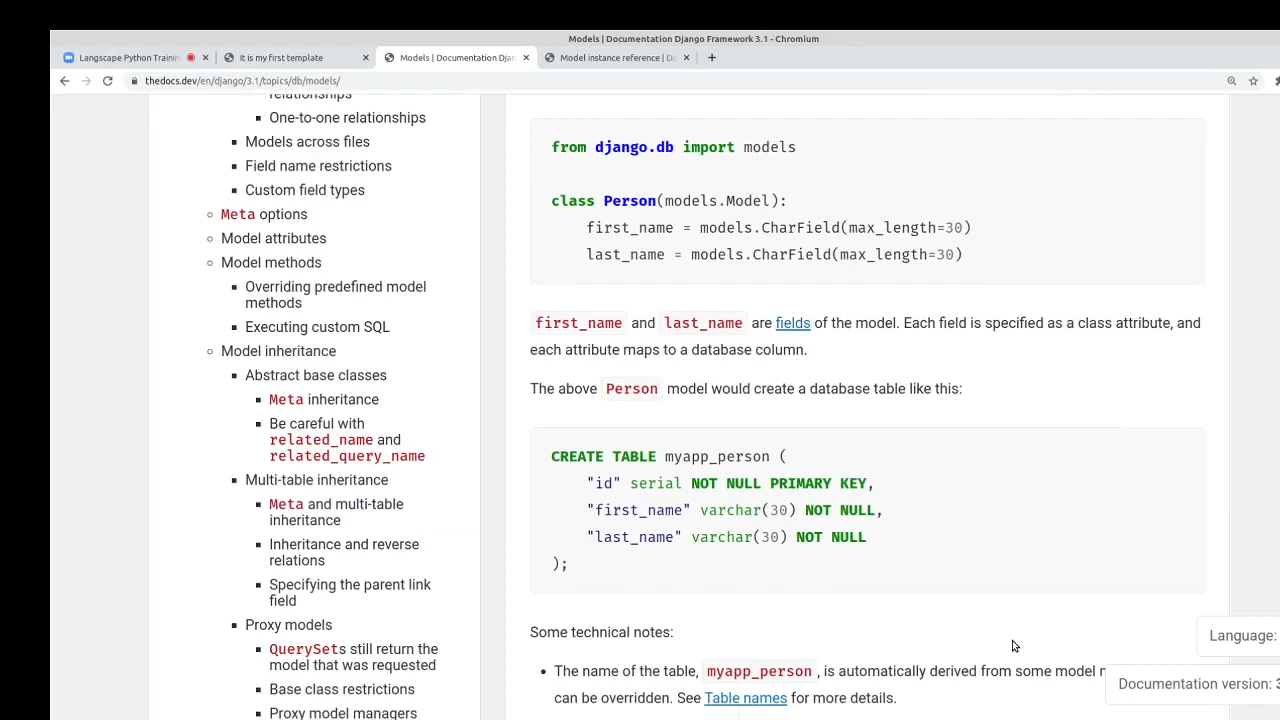 Models | Documentation Django Framework 3.1 - Chromium
Langscape Python Trainin
It is my first template
Models | Documentation Djan
Model instance reference | Do
thedocs.dev/en/django/3.1/topics/db/models/
relationships
One-to-one relationships
Models across files
Field name restrictions
Custom field types
Meta options
Model attributes
Model methods
Overriding predefined model
methods
Executing custom SQL
Model inheritance
Abstract base classes
Meta inheritance
Be careful with
related_name and
related_query_name
Multi-table inheritance
Meta and multi-table
inheritance
Inheritance and reverse
relations
Specifying the parent link
field
Proxy models
QuerySets still return the
model that was requested
Base class restrictions
Proxy model managers
from django.db import models
class Person(models.Model):
first_name = models.CharField(max_length=30)
last_name = models.CharField(max_length=30)
first_name and last_name are fields of the model. Each field is specified as a class attribute, and
each attribute maps to a database column.
The above Person model would create a database table like this:
CREATE TABLE myapp_person (
"id" serial NOT NULL PRIMARY KEY,
"first_name" varchar(30) NOT NULL,
"last_name" varchar(30) NOT NULL
);
Some technical notes:
The name of the table, myapp_person, is automatically derived from some model
can be overridden. See Table names for more details.
Language:
Documentation version: